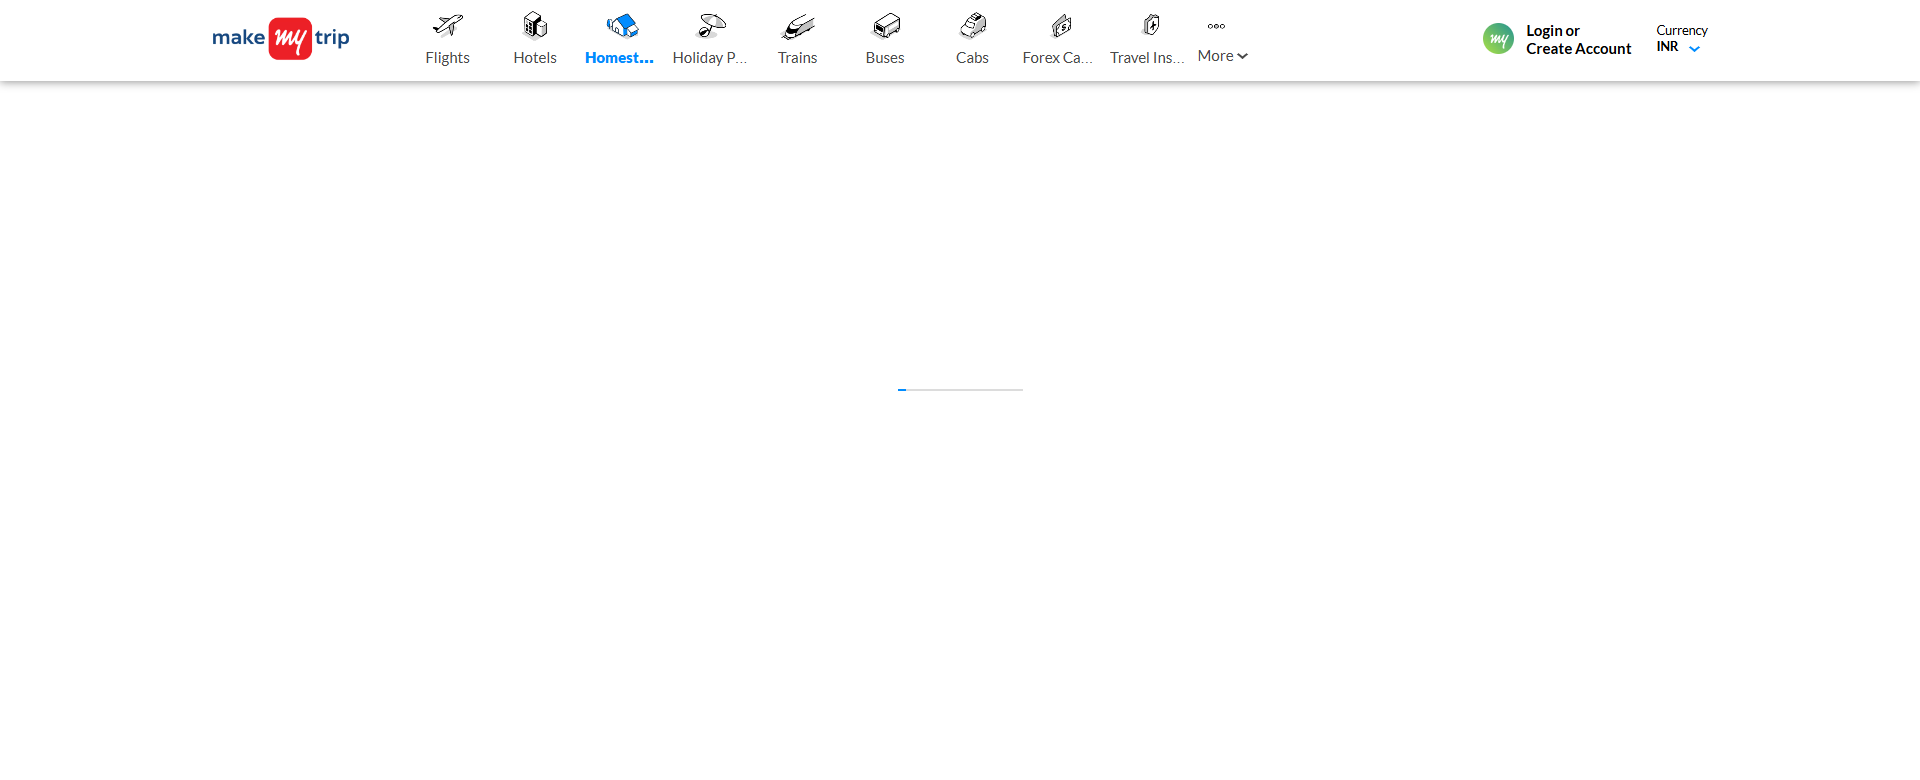 make my trip
Flights
Hotels
Homest...
Holiday P...
Trains
Buses
Cabs
Forex Ca...
Travel Ins...
More
my
Login or
Create Account
Currency
INR